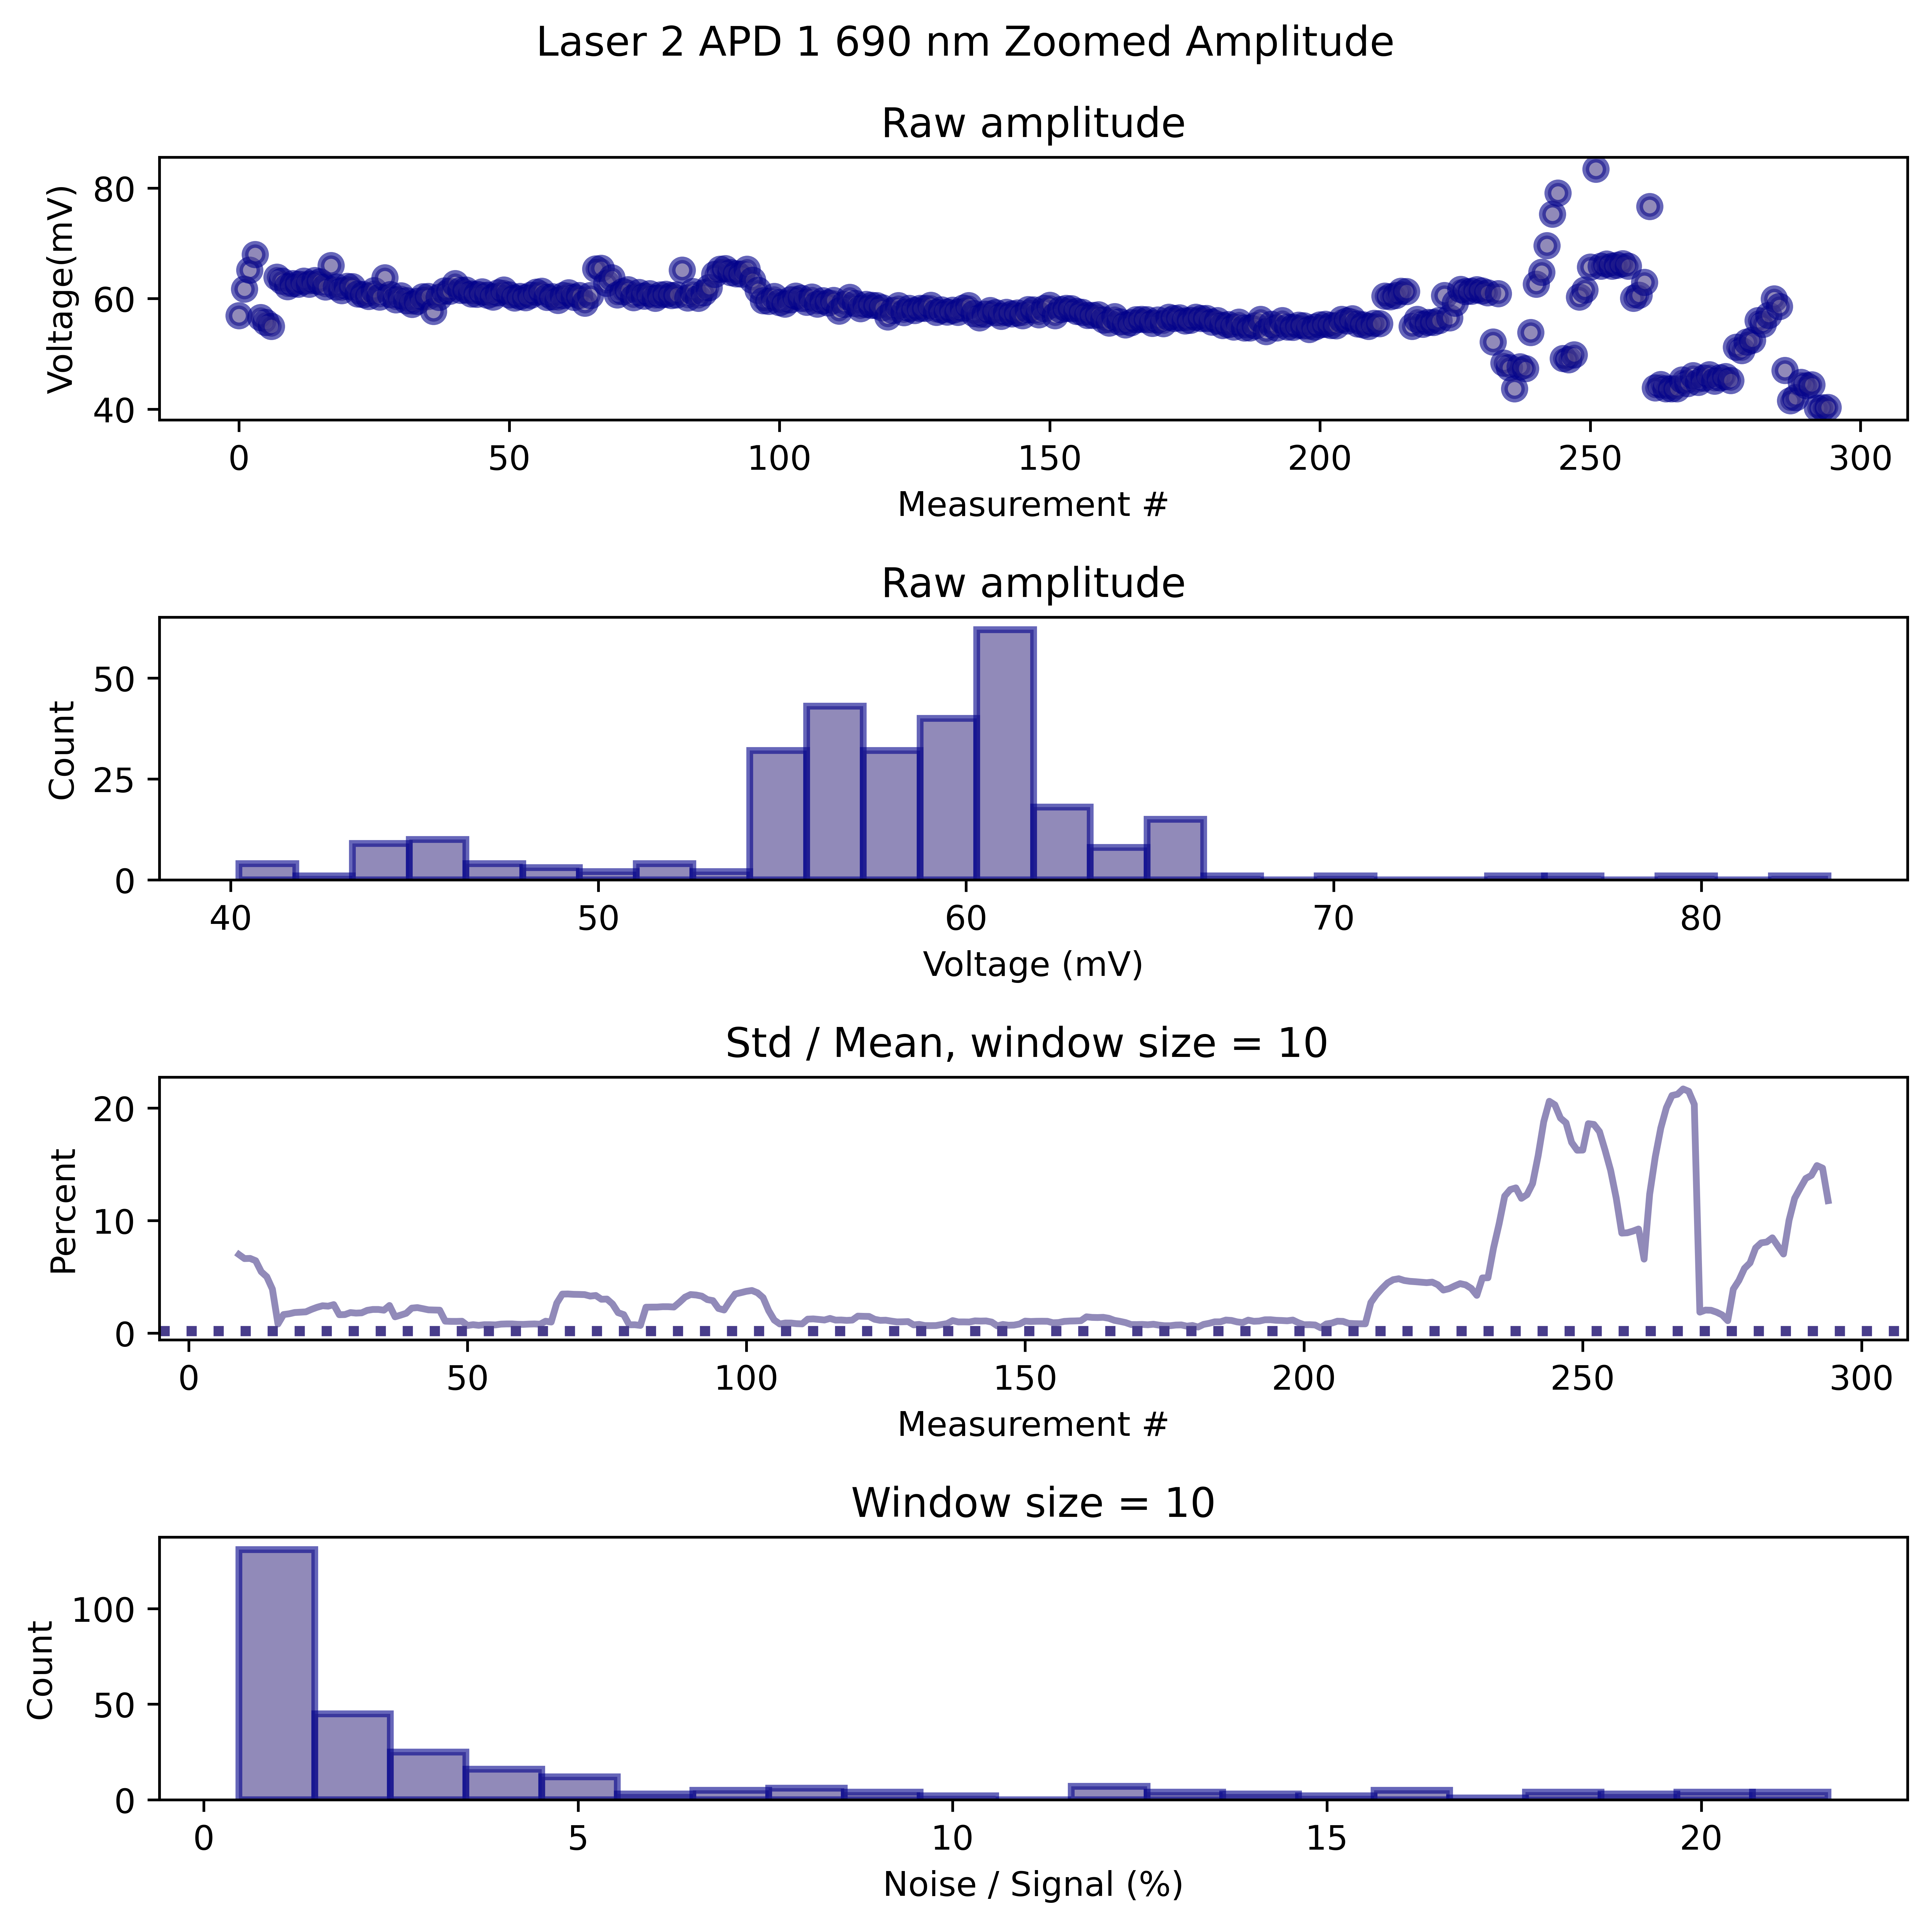 Laser 2 APD 1 690 nm Zoomed Amplitude
Raw amplitude
Voltage(mV)
80
60
40
0 50 100 150 200 250 300
Measurement #
Raw amplitude
Count
50
25
0
40 50 60 70 80
Voltage (mV)
Std / Mean, window size = 10
Percent
20
10
0
0 50 100 150 200 250 300
Measurement #
Window size = 10
Count
100
50
0
0 5 10 15 20
Noise / Signal (%)